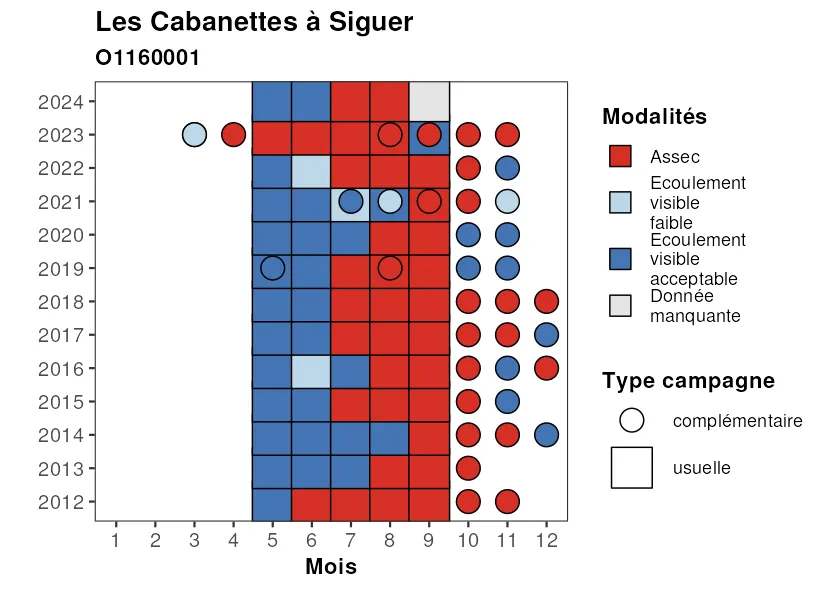 Les Cabanettes à Siguer
O1160001
2024
2023
2022
2021
2020
2019
2018
2017
2016
2015
2014
2013
2012
1 2 3 4 5 6 7 8 9 10 11 12
Mois
Modalités
Assec
Ecoulement
visible
faible
Ecoulement
visible
acceptable
Donnée
manquante
Type campagne
complémentaire
usuelle